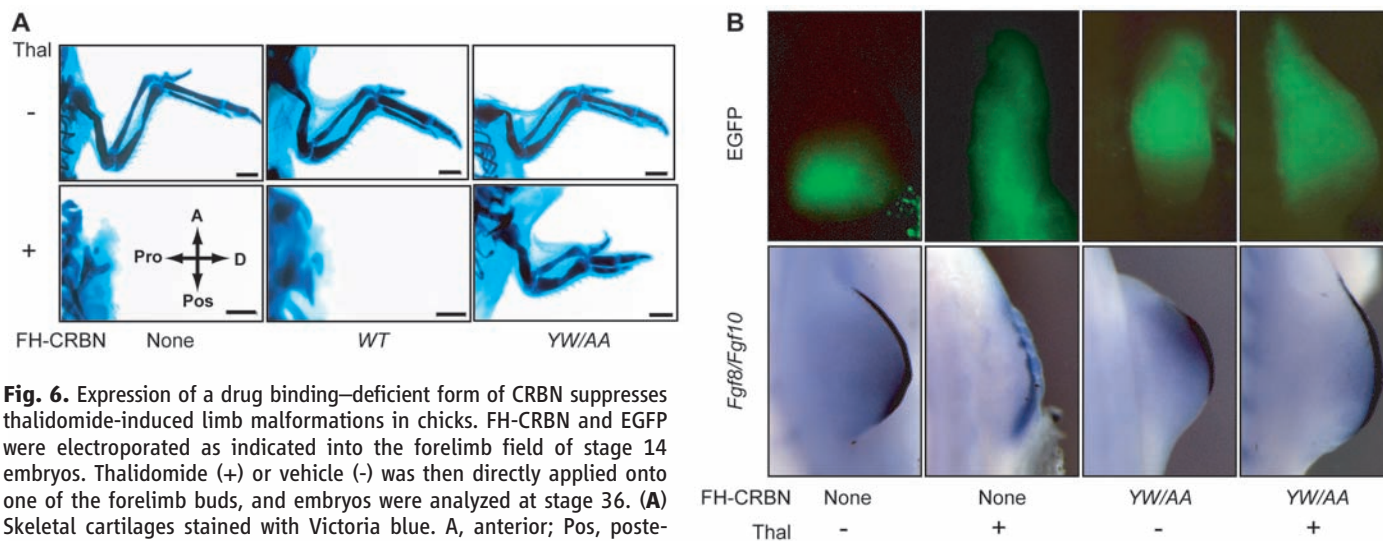 A
Thal
-
+
A
Pro D
Pos
FH-CRBN None WT YW/AA
Fig. 6. Expression of a drug binding–deficient form of CRBN suppresses
thalidomide-induced limb malformations in chicks. FH-CRBN and EGFP
were electroporated as indicated into the forelimb field of stage 14
embryos. Thalidomide (+) or vehicle (-) was then directly applied onto
one of the forelimb buds, and embryos were analyzed at stage 36. (A)
Skeletal cartilages stained with Victoria blue. A, anterior; Pos, poste-
B
EGFP
Fgf8/Fgf10
FH-CRBN None None YW/AA YW/AA
Thal - + - +